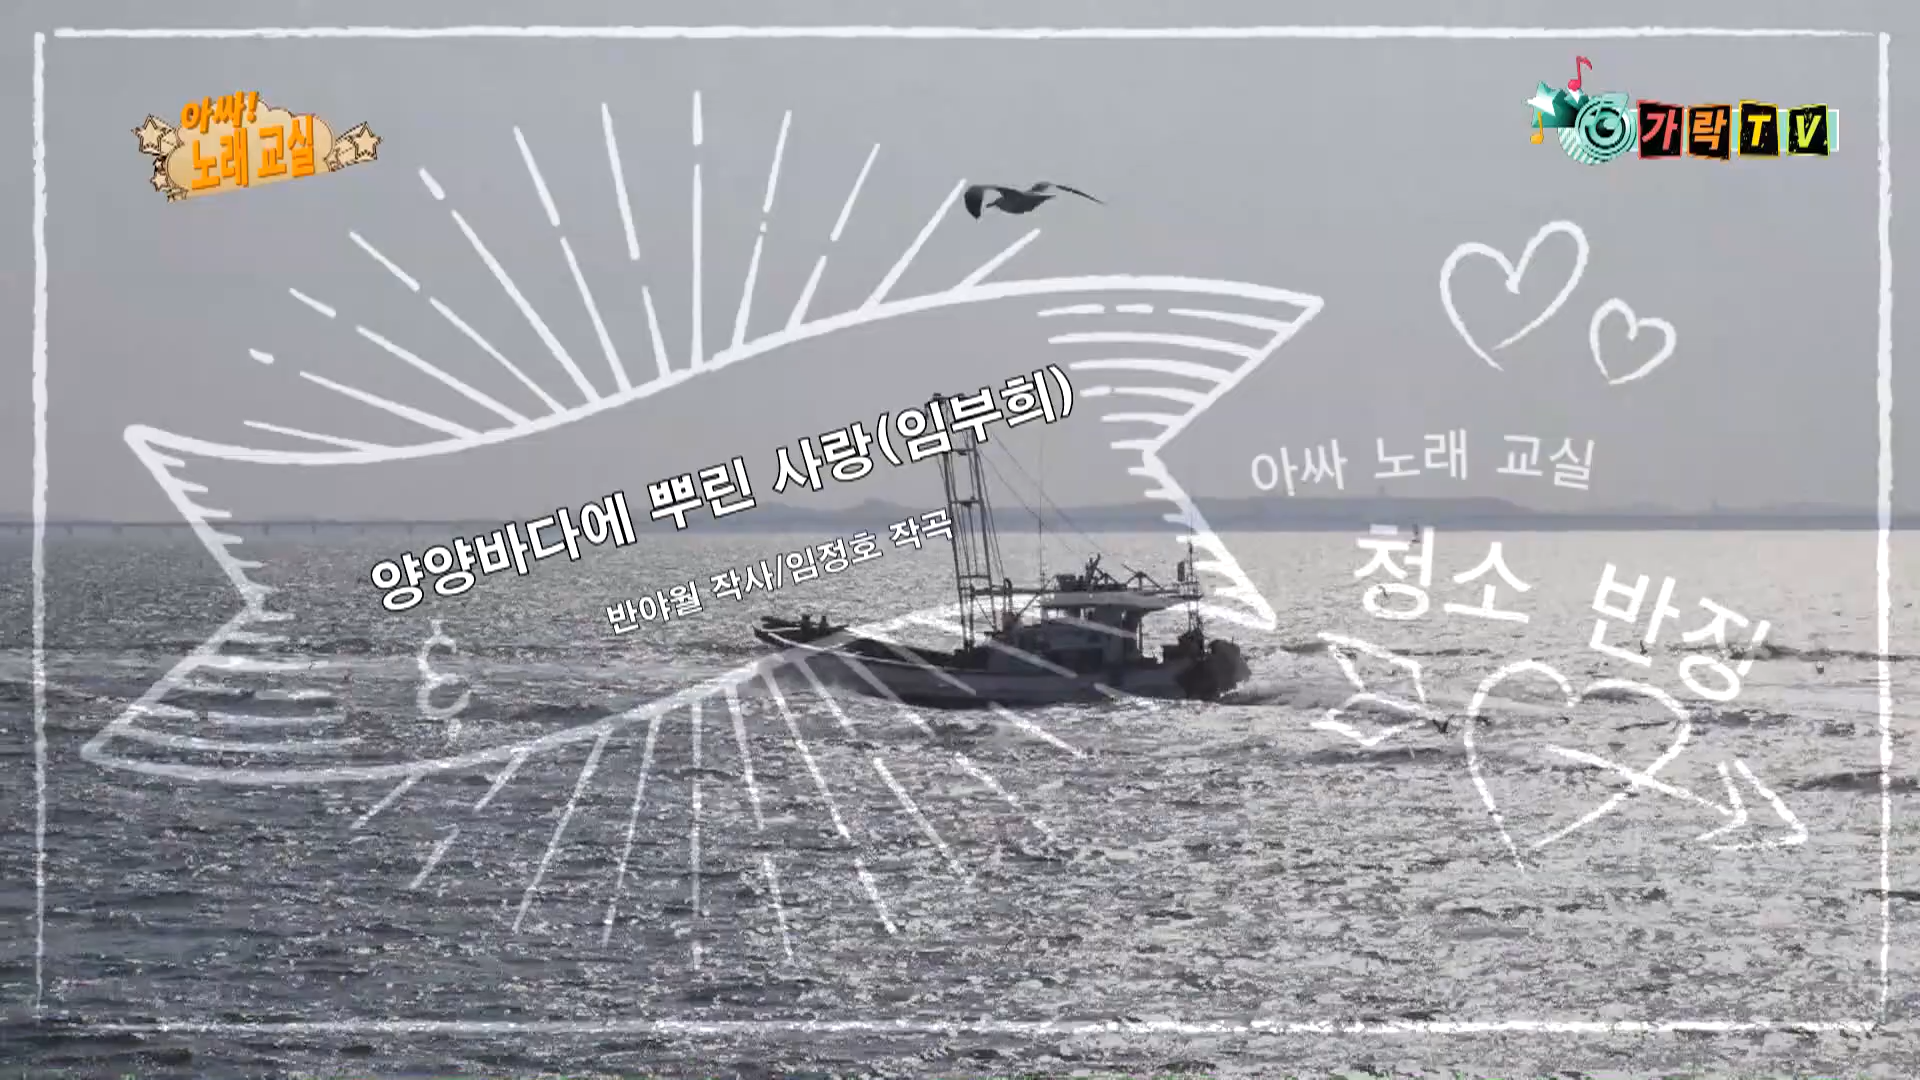 아싸!
노래 교실
가락TV
양양바다에 뿌린 사랑(임부희)
반야월 작사/임정호 작곡
아싸 노래 교실
청소 반장
&